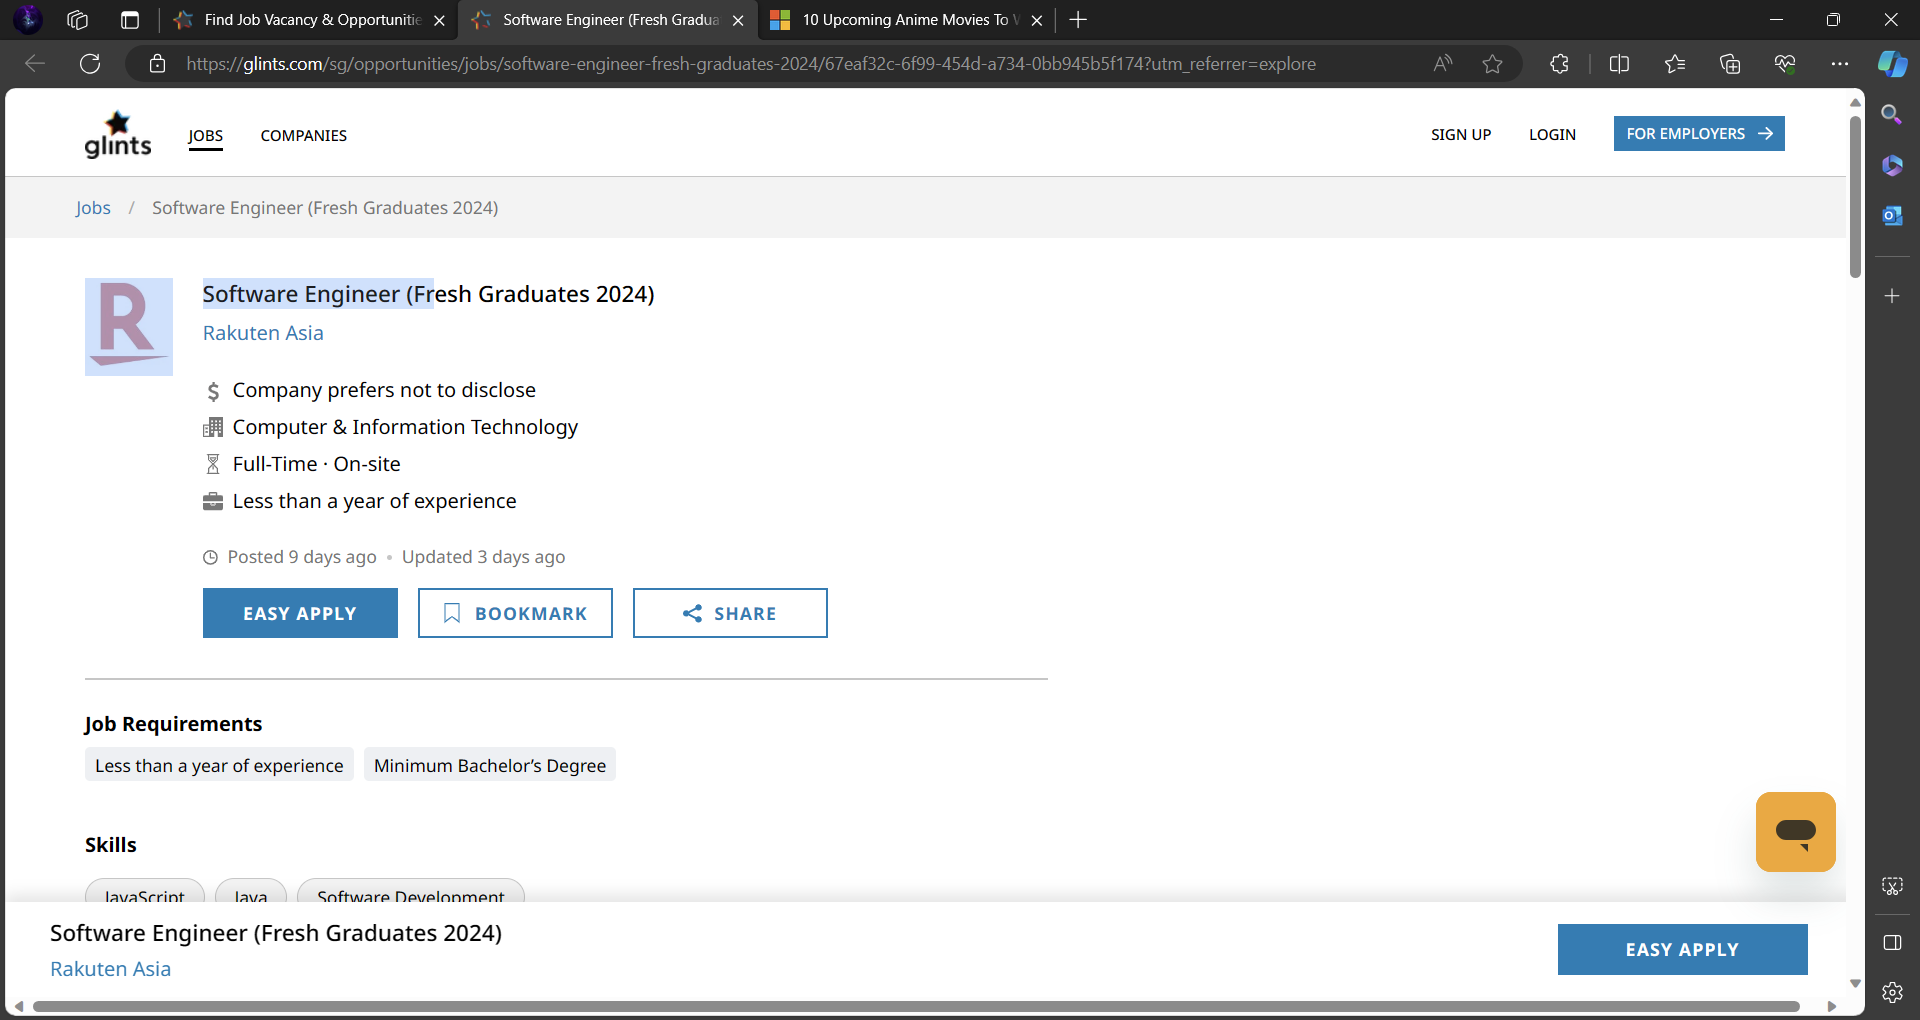 Find Job Vacancy & Opportunitie
Software Engineer (Fresh Gradua
10 Upcoming Anime Movies To
https://glints.com/sg/opportunities/jobs/software-engineer-fresh-graduates-2024/67eaf32c-6f99-454d-a734-0bb945b5f174?utm_referrer=explore
glints
JOBS
COMPANIES
SIGN UP
LOGIN
FOR EMPLOYERS
Jobs / Software Engineer (Fresh Graduates 2024)
R
Software Engineer (Fresh Graduates 2024)
Rakuten Asia
Company prefers not to disclose
Computer & Information Technology
Full-Time · On-site
Less than a year of experience
Posted 9 days ago • Updated 3 days ago
EASY APPLY
BOOKMARK
SHARE
Job Requirements
Less than a year of experience
Minimum Bachelor's Degree
Skills
JavaScript
Java
Software Development
Software Engineer (Fresh Graduates 2024)
Rakuten Asia
EASY APPLY